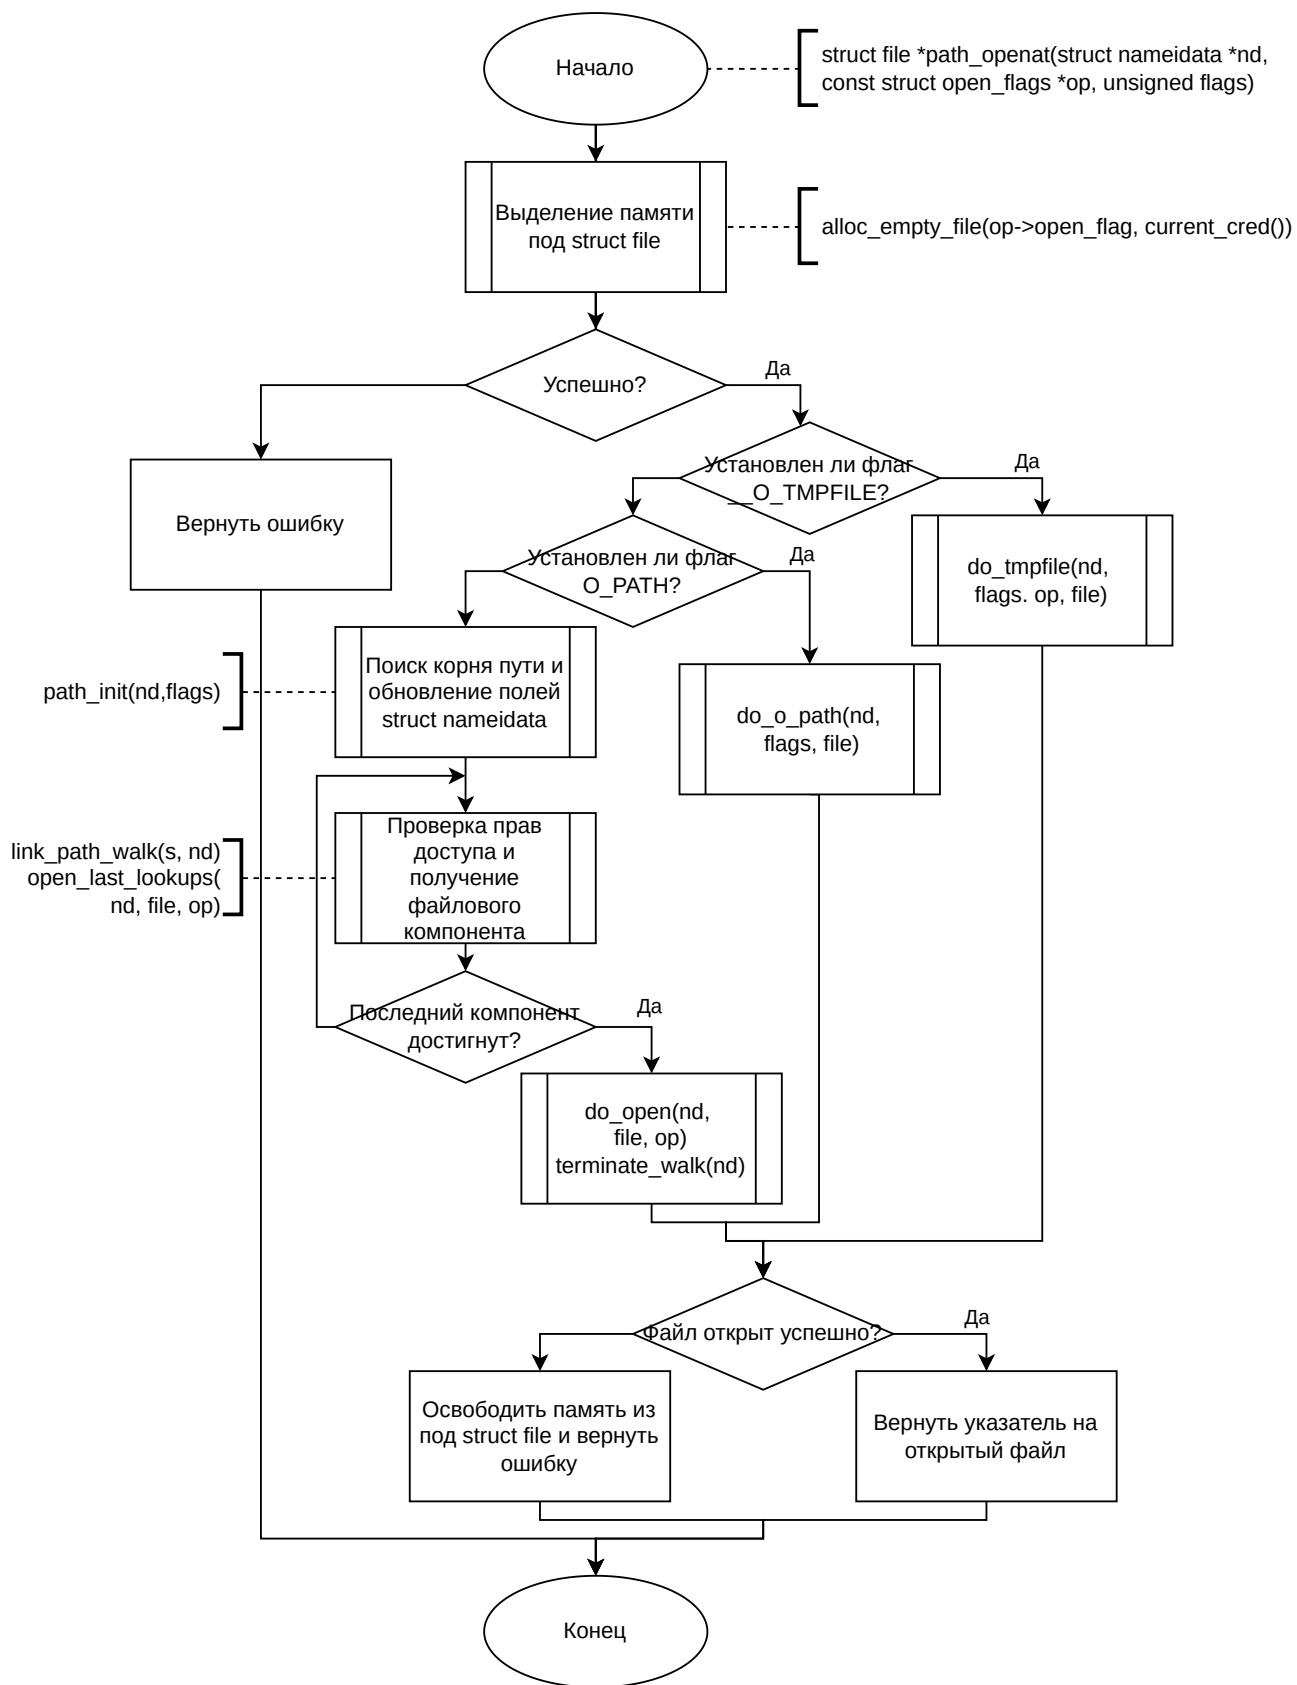 Начало
struct file *path_openat(struct nameidata *nd,
const struct open_flags *op, unsigned flags)
Выделение памяти
под struct file
alloc_empty_file(op->open_flag, current_cred())
Успешно?
Да
Вернуть ошибку
Установлен ли флаг
__O_TMPFILE?
Да
Установлен ли флаг
O_PATH?
Да
do_tmpfile(nd,
flags. op, file)
path_init(nd,flags)
Поиск корня пути и
обновление полей
struct nameidata
do_o_path(nd,
flags, file)
link_path_walk(s, nd)
open_last_lookups(
nd, file, op)
Проверка прав
доступа и
получение
файлового
компонента
Последний компонент
достигнут?
Да
do_open(nd,
file, op)
terminate_walk(nd)
Файл открыт успешно?
Да
Освободить память из
под struct file и вернуть
ошибку
Вернуть указатель на
открытый файл
Конец